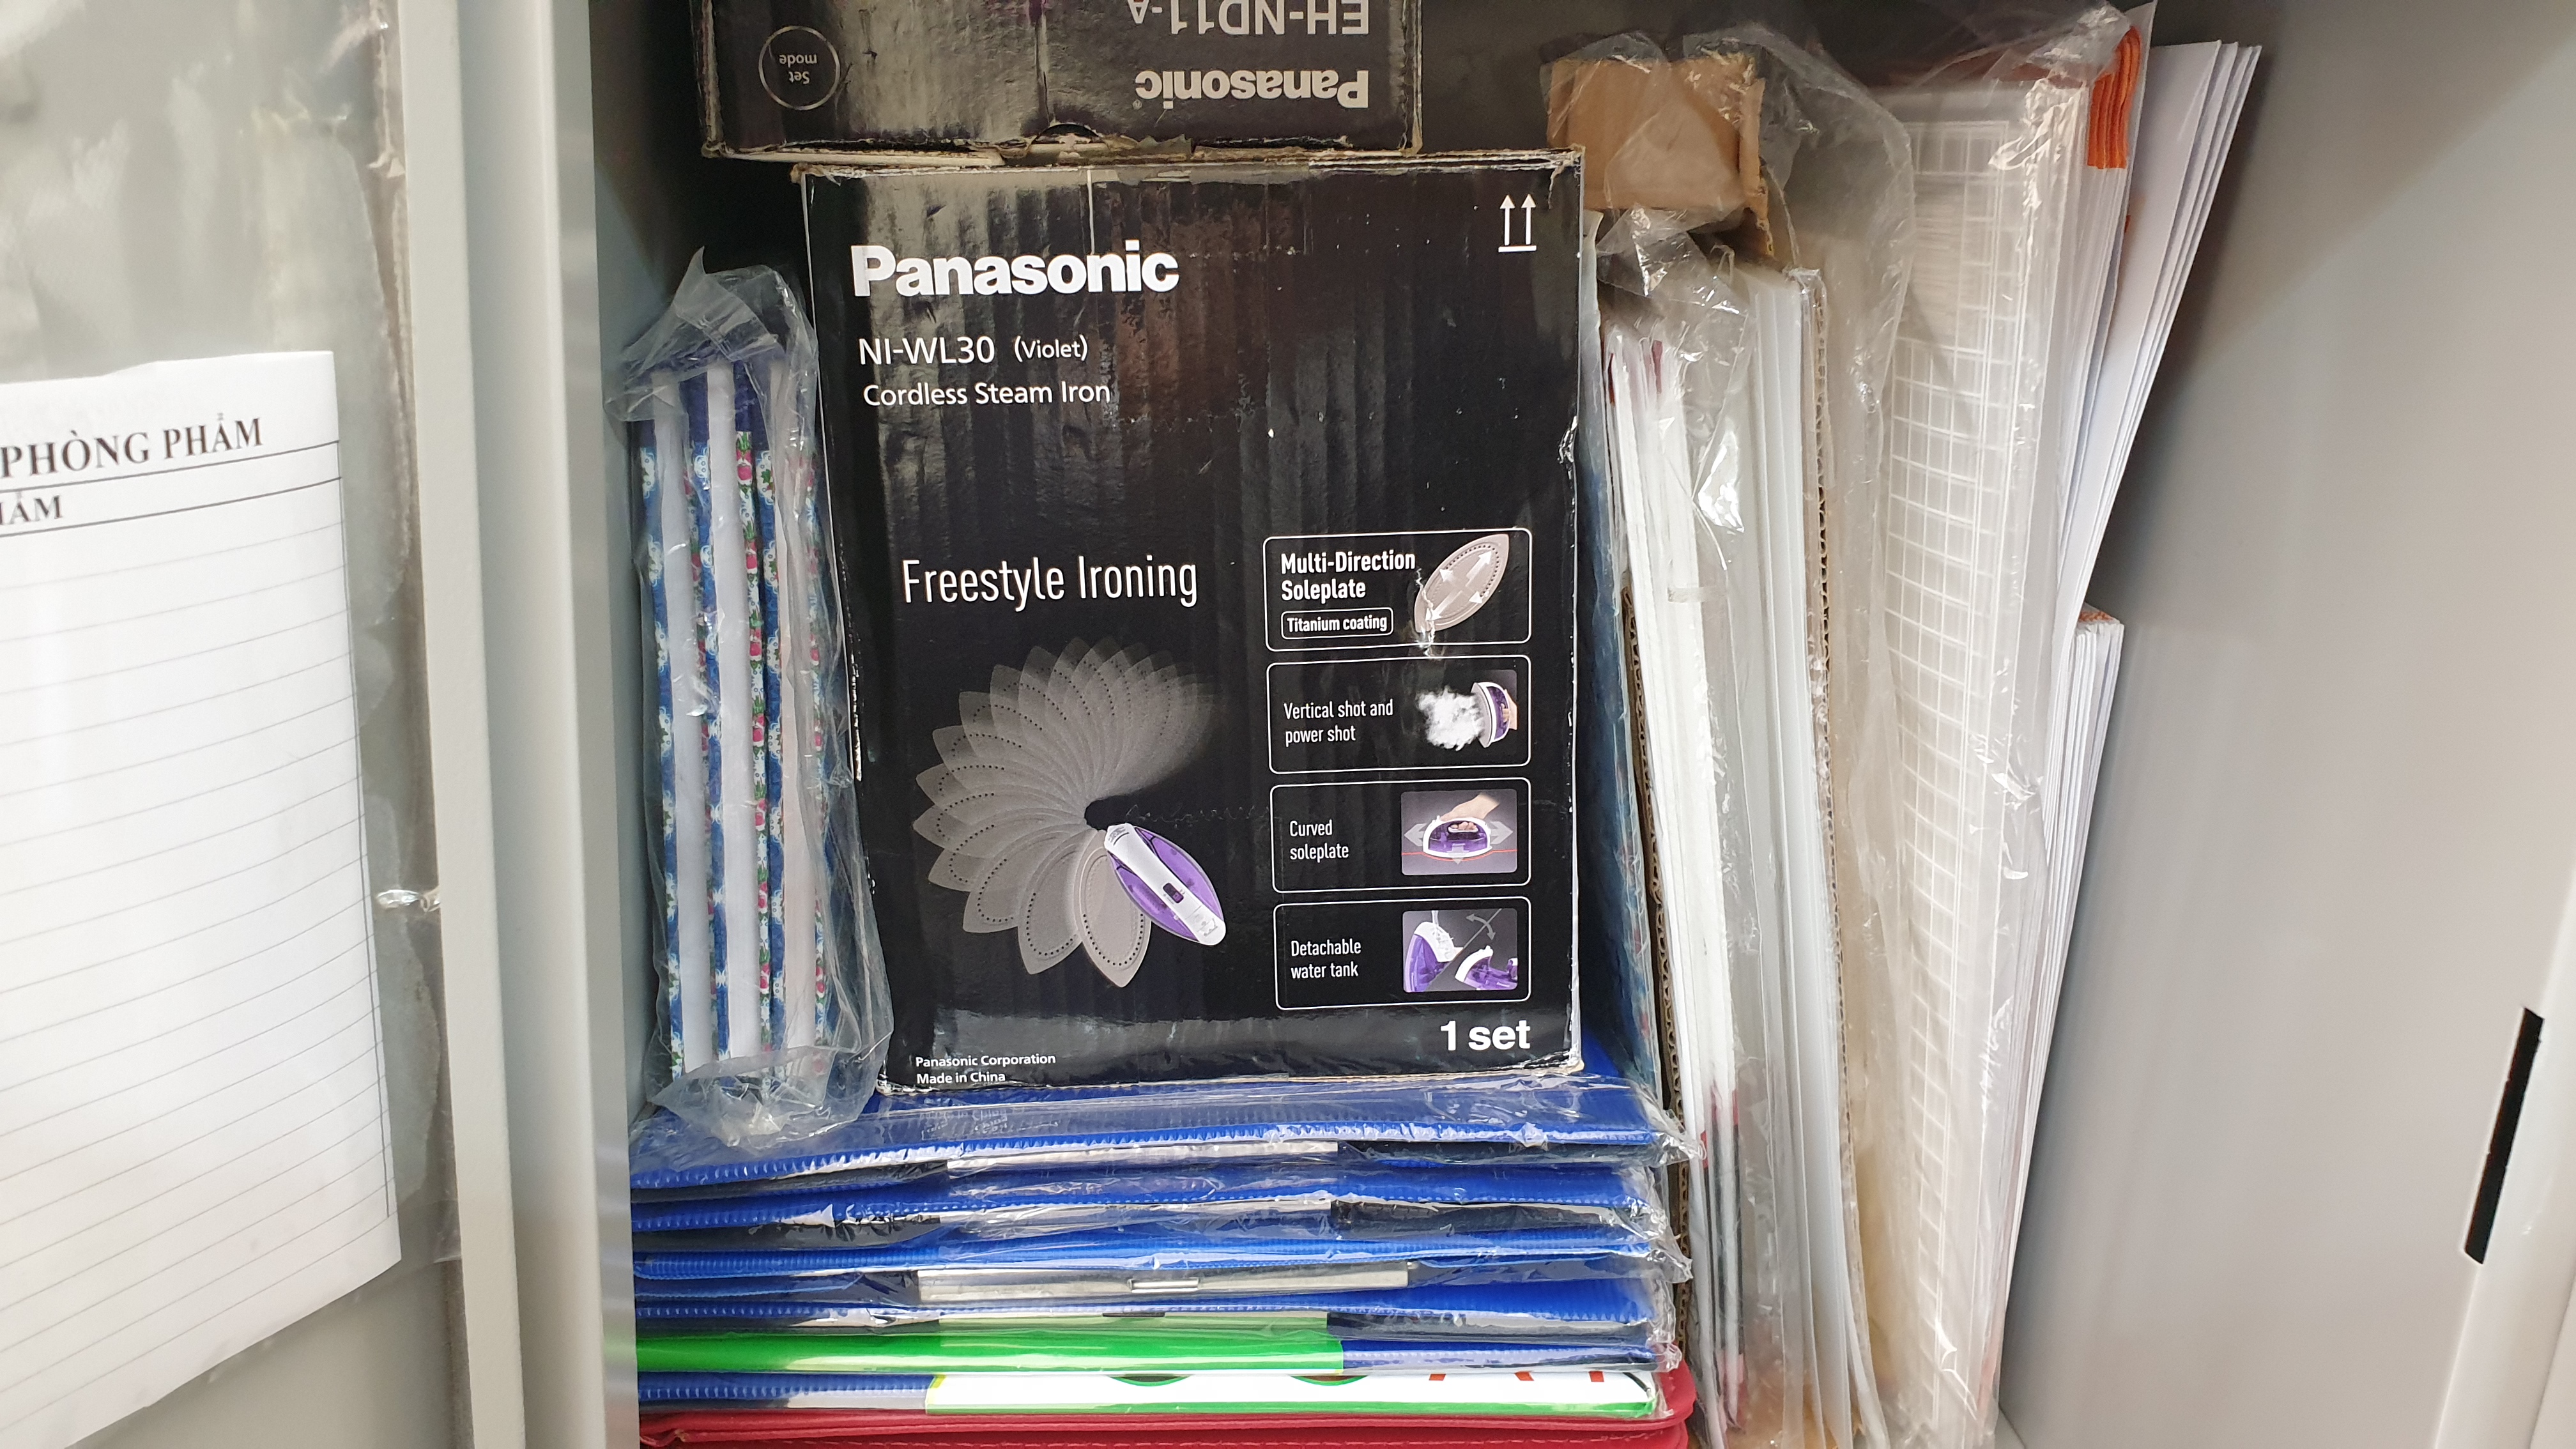 EH-ND11-A
Panasonic
Set
mode
PHÒNG PHẨM
Panasonic
NI-WL30 (Violet)
Cordless Steam Iron
Freestyle Ironing
Multi-Direction
Soleplate
Titanium coating
Vertical shot and
power shot
Curved
soleplate
Detachable
water tank
1 set
Panasonic Corporation
Made in China